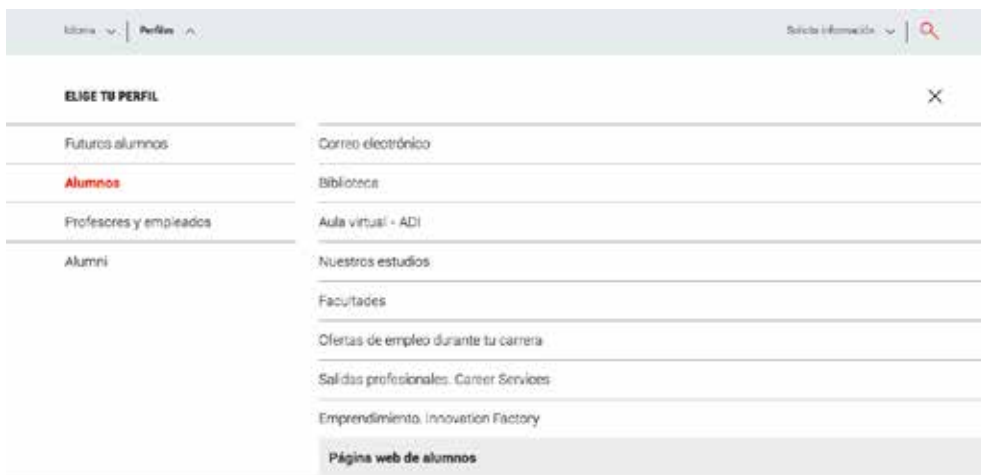 Idioma
Perfiles
Solicita información
ELIGE TU PERFIL
Futuros alumnos
Alumnos
Profesores y empleados
Alumni
Correo electrónico
Biblioteca
Aula virtual - ADI
Nuestros estudios
Facultades
Ofertas de empleo durante tu carrera
Salidas profesionales. Career Services
Emprendimiento. Innovation Factory
Página web de alumnos